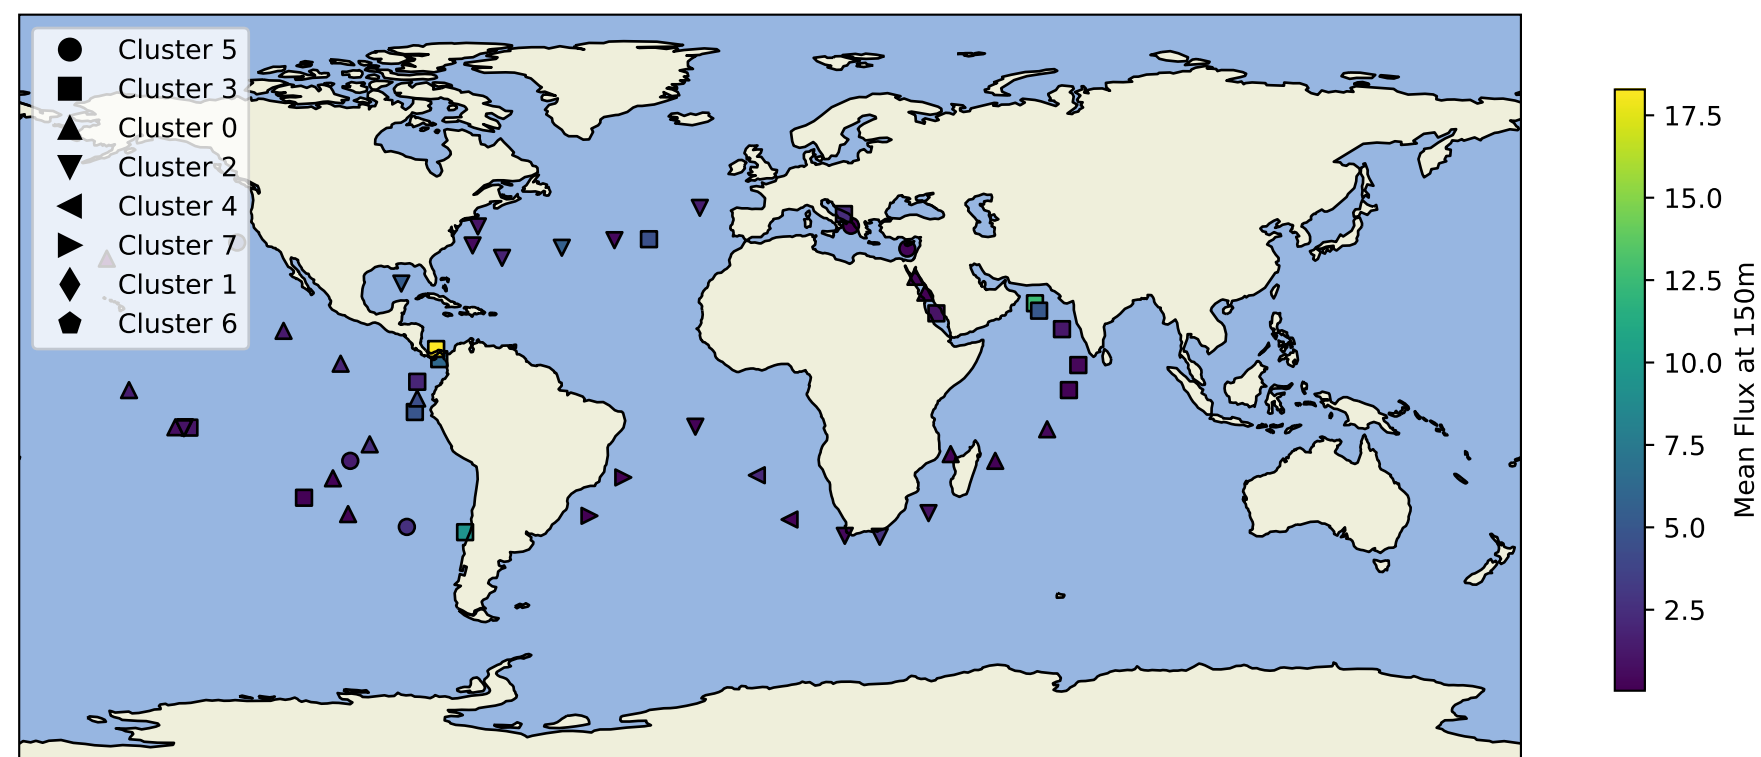 Cluster 5
Cluster 3
Cluster 0
Cluster 2
Cluster 4
Cluster 7
Cluster 1
Cluster 6
17.5
15.0
12.5
10.0
7.5
5.0
2.5
Mean Flux at 150m